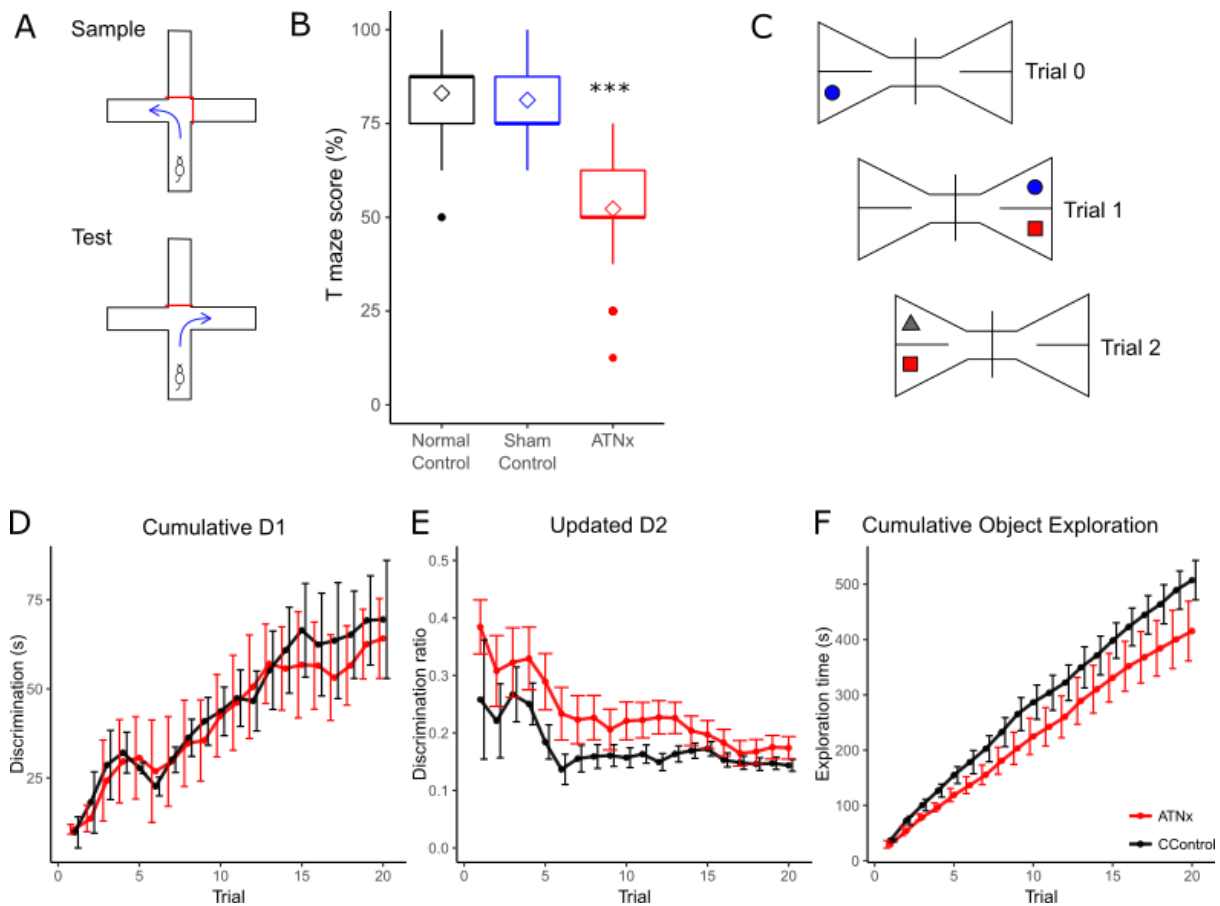 A
Sample
Test
B
T maze score (%)
100
75
50
25
0
***
Normal
Control
Sham
Control
ATNx
C
Trial 0
Trial 1
Trial 2
D
Cumulative D1
Discrimination (s)
75
50
25
0
5
10
15
20
Trial
E
Updated D2
Discrimination ratio
0.5
0.4
0.3
0.2
0.1
0.0
0
5
10
15
20
Trial
F
Cumulative Object Exploration
Exploration time (s)
500
400
300
200
100
0
0
5
10
15
20
Trial
ATNx
CControl